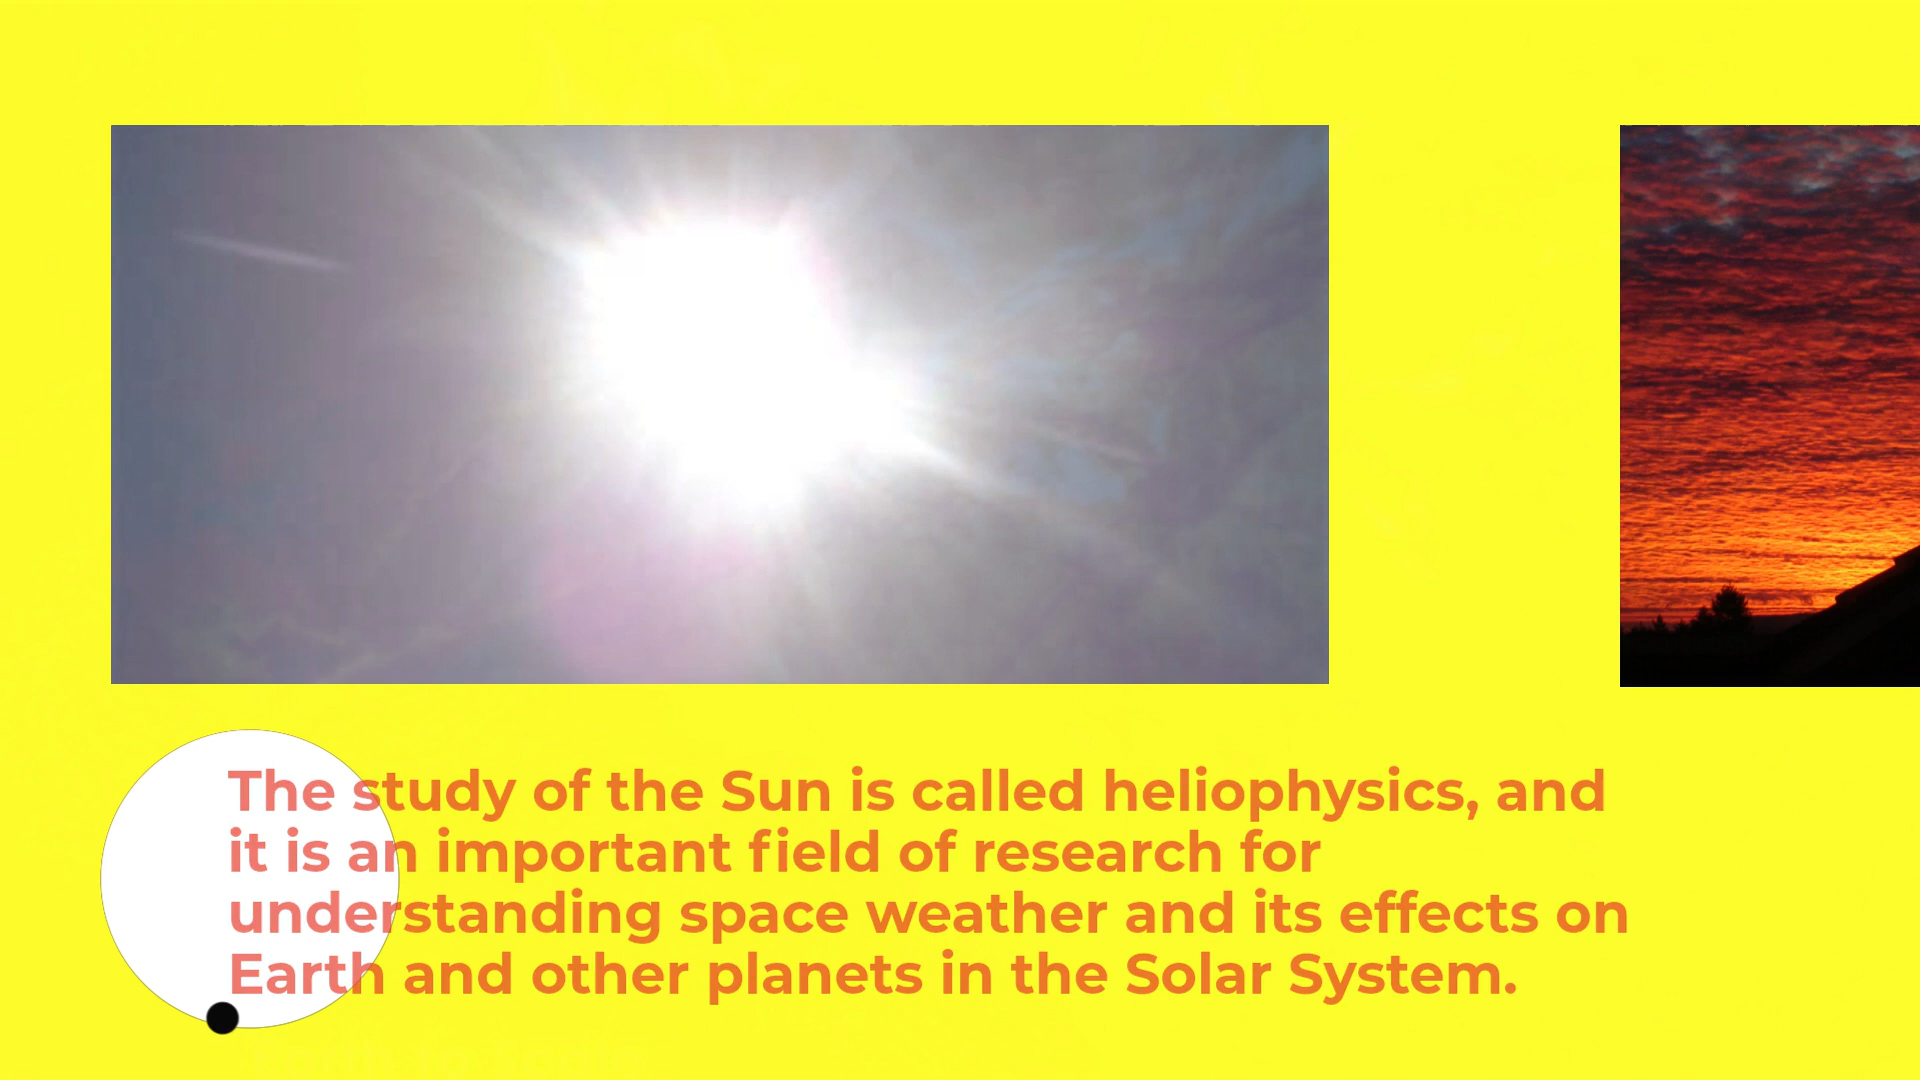 The study of the Sun is called heliophysics, and
it is an important field of research for
understanding space weather and its effects on
Earth and other planets in the Solar System.